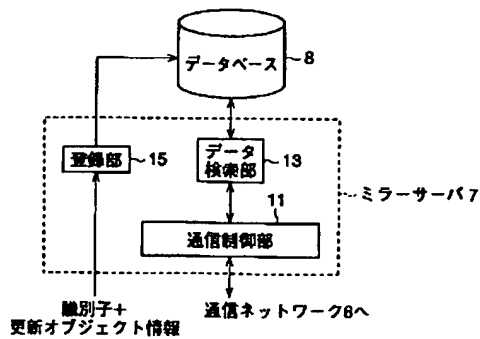 データベース
8
登録部
15
データ
検索部
13
ミラーサーバ7
11
通信制御部
識別子+
更新オブジェクト情報
通信ネットワーク6へ